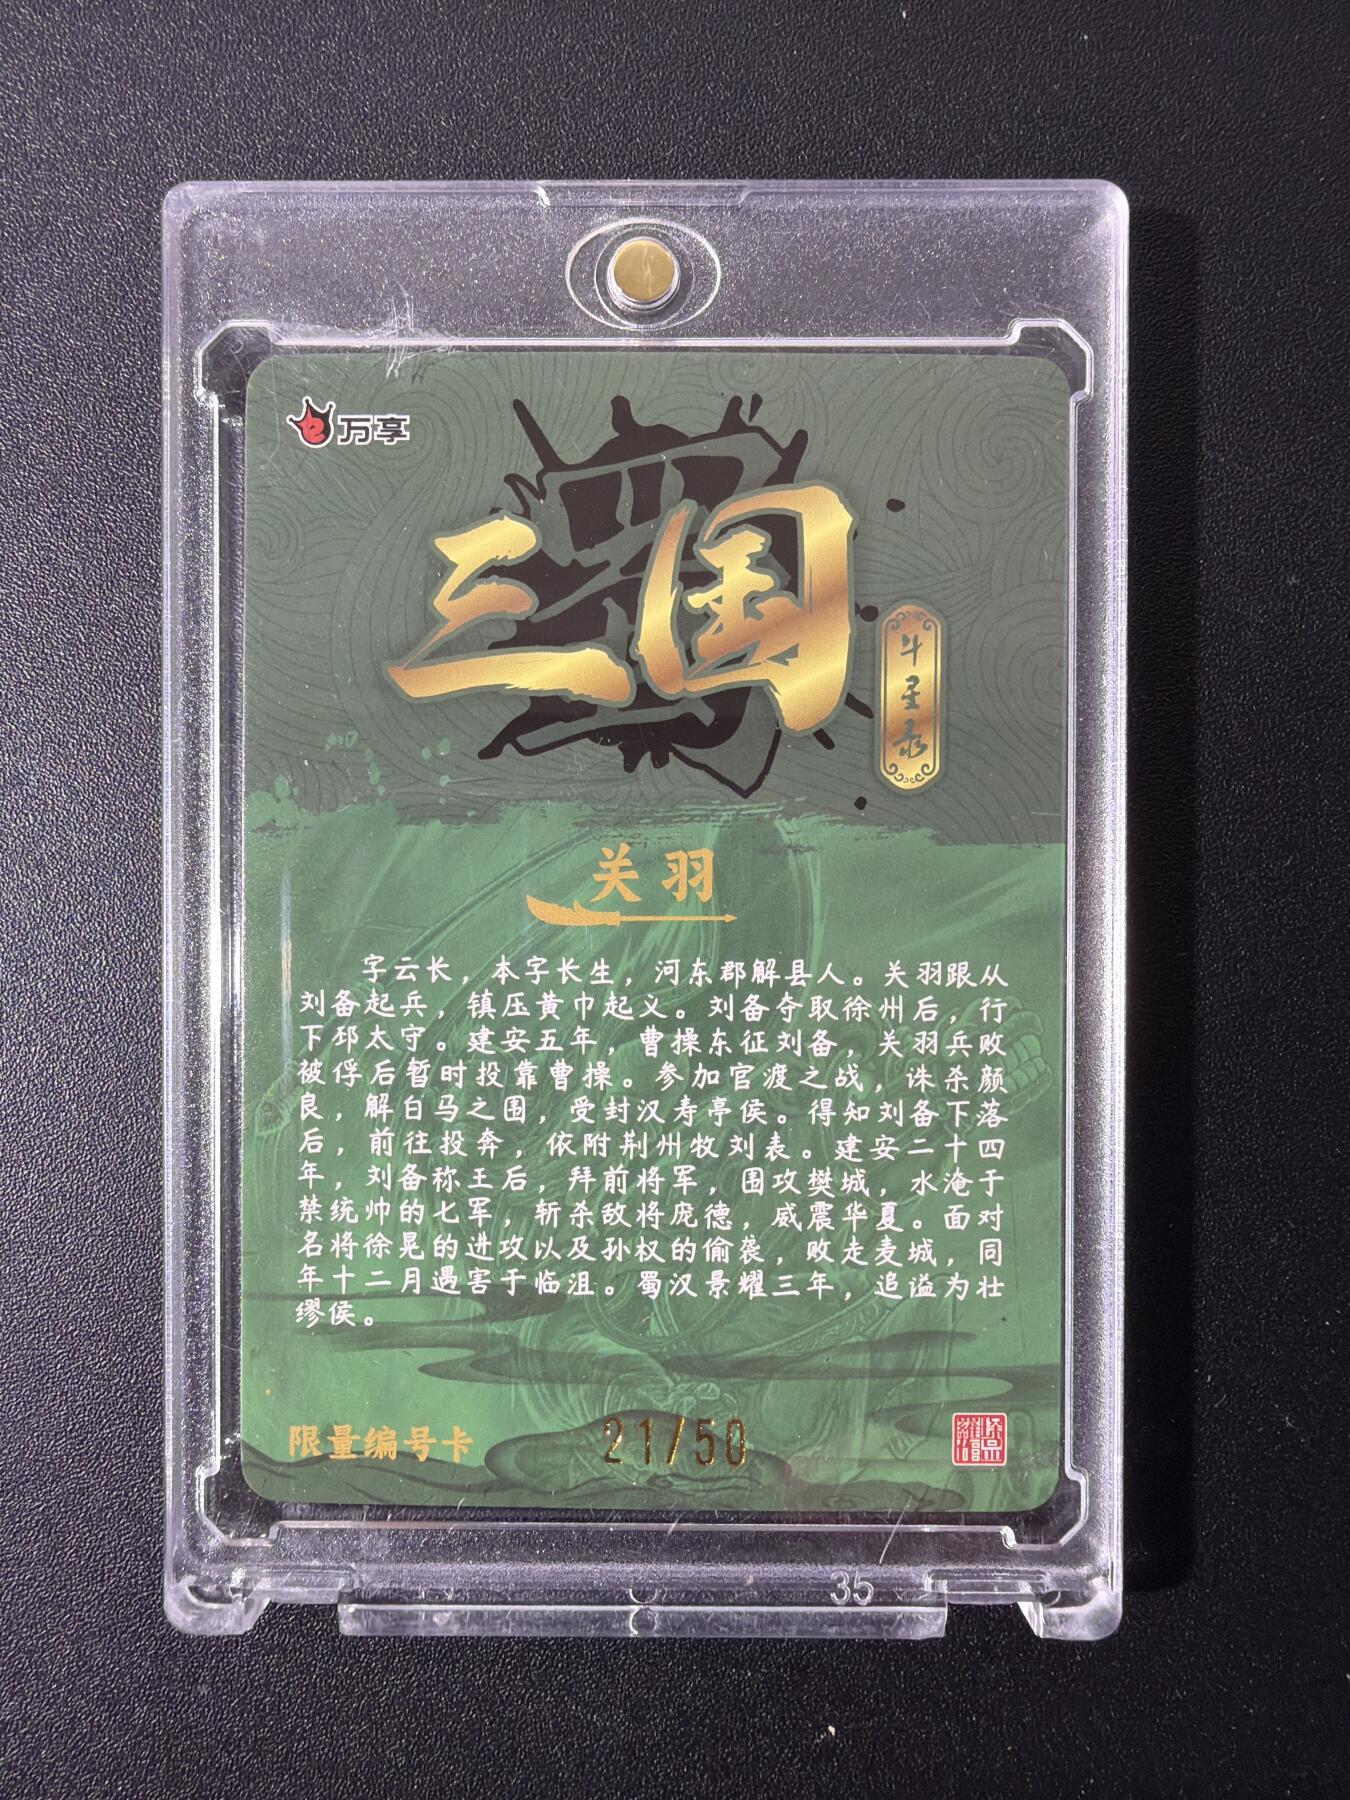 万享
三国
斗星录
关羽
字云长，本字长生，河东郡解县人。关羽跟从
刘备起兵，镇压黄巾起义。刘备夺取徐州后，行
下邳太守。建安五年，曹操东征刘备，关羽兵败
被俘后暂时投靠曹操。参加官渡之战，诛杀颜
良，解白马之围，受封汉寿亭侯。得知刘备下落
后，前往投奔，依附荆州牧刘表。建安二十四
年，刘备称王后，拜前将军，围攻樊城，水淹于
禁统帅的七军，斩杀敌将庞德，威震华夏。面对
名将徐晃的进攻以及孙权的偷袭，败走麦城，同
年十二月遇害于临沮。蜀汉景耀三年，追谥为壮
缪侯。
限量编号卡
21/50
35